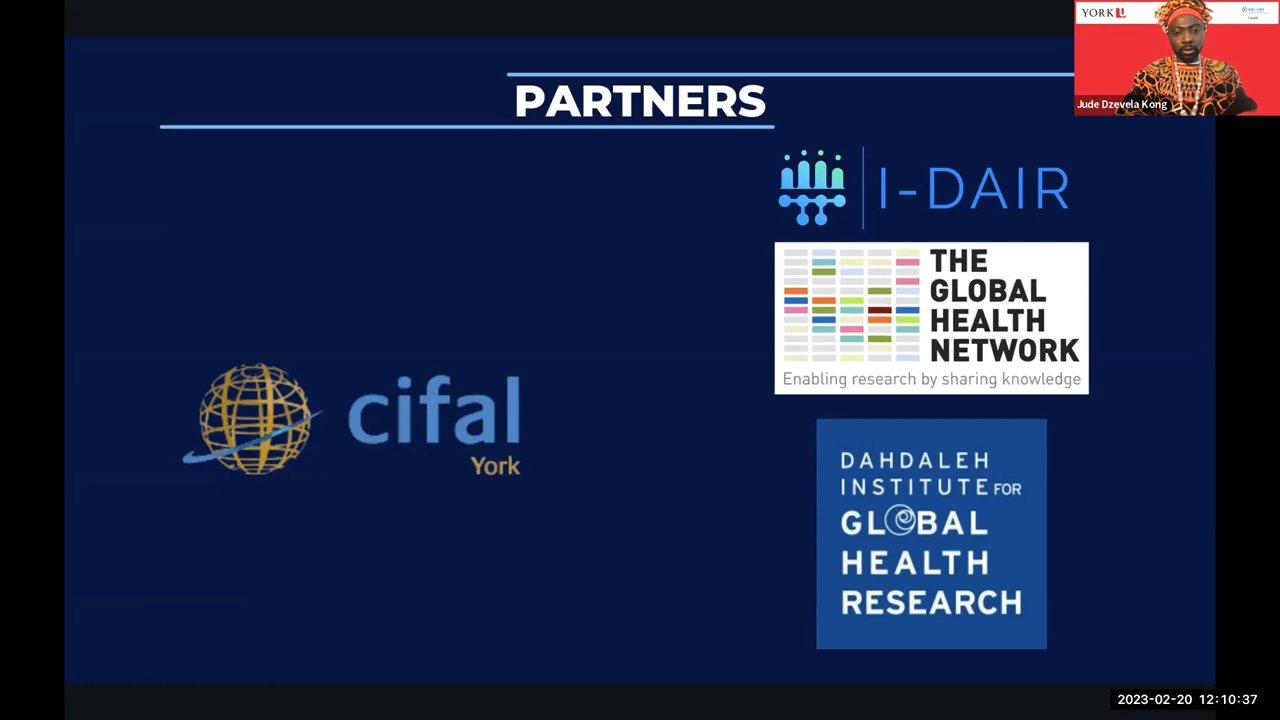 YORK U
Jude Dzevela Kong
PARTNERS
I-DAIR
THE
GLOBAL
HEALTH
NETWORK
Enabling research by sharing knowledge
cifal
York
DAHDALEH
INSTITUTE FOR
GLOBAL
HEALTH
RESEARCH
2023-02-20 12:10:37